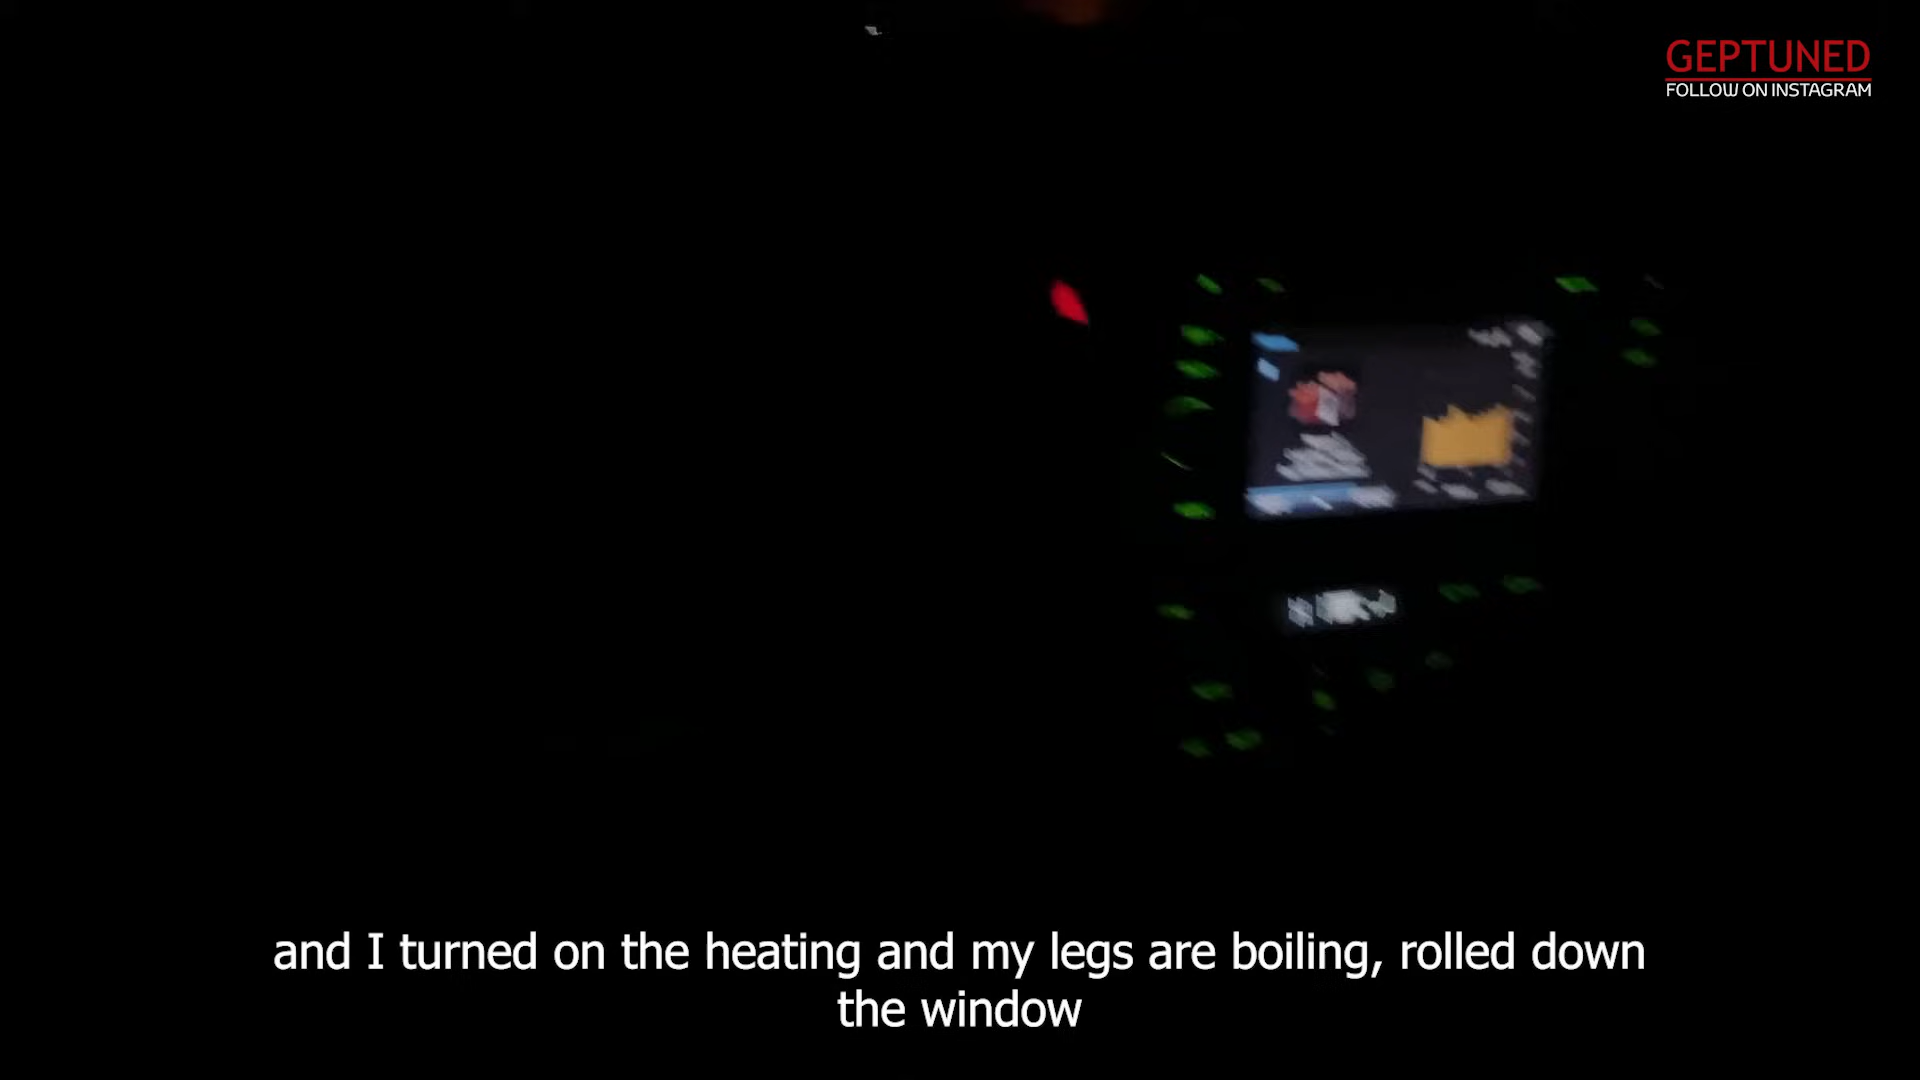 GEPTUNED
FOLLOW ON INSTAGRAM
and I turned on the heating and my legs are boiling, rolled down
the window